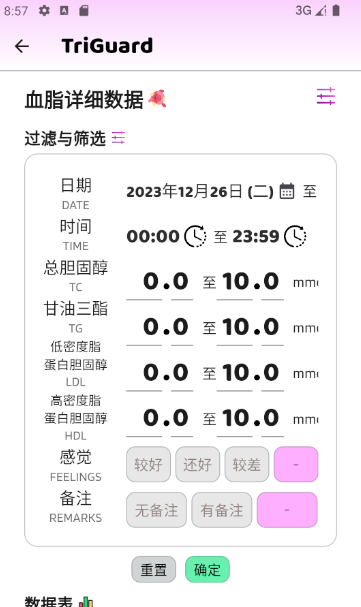 8:57 3G
TriGuard
血脂详细数据
过滤与筛选
日期 2023年12月26日 (二) 至
DATE
时间 00:00 至 23:59
TIME
总胆固醇 0.0 至 10.0 mmo
TC
甘油三酯 0.0 至 10.0 mmo
TG
低密度脂
蛋白胆固醇 0.0 至 10.0 mmo
LDL
高密度脂
蛋白胆固醇 0.0 至 10.0 mmo
HDL
感觉 较好 还好 较差 -
FEELINGS
备注 无备注 有备注 -
REMARKS
重置 确定
数据表